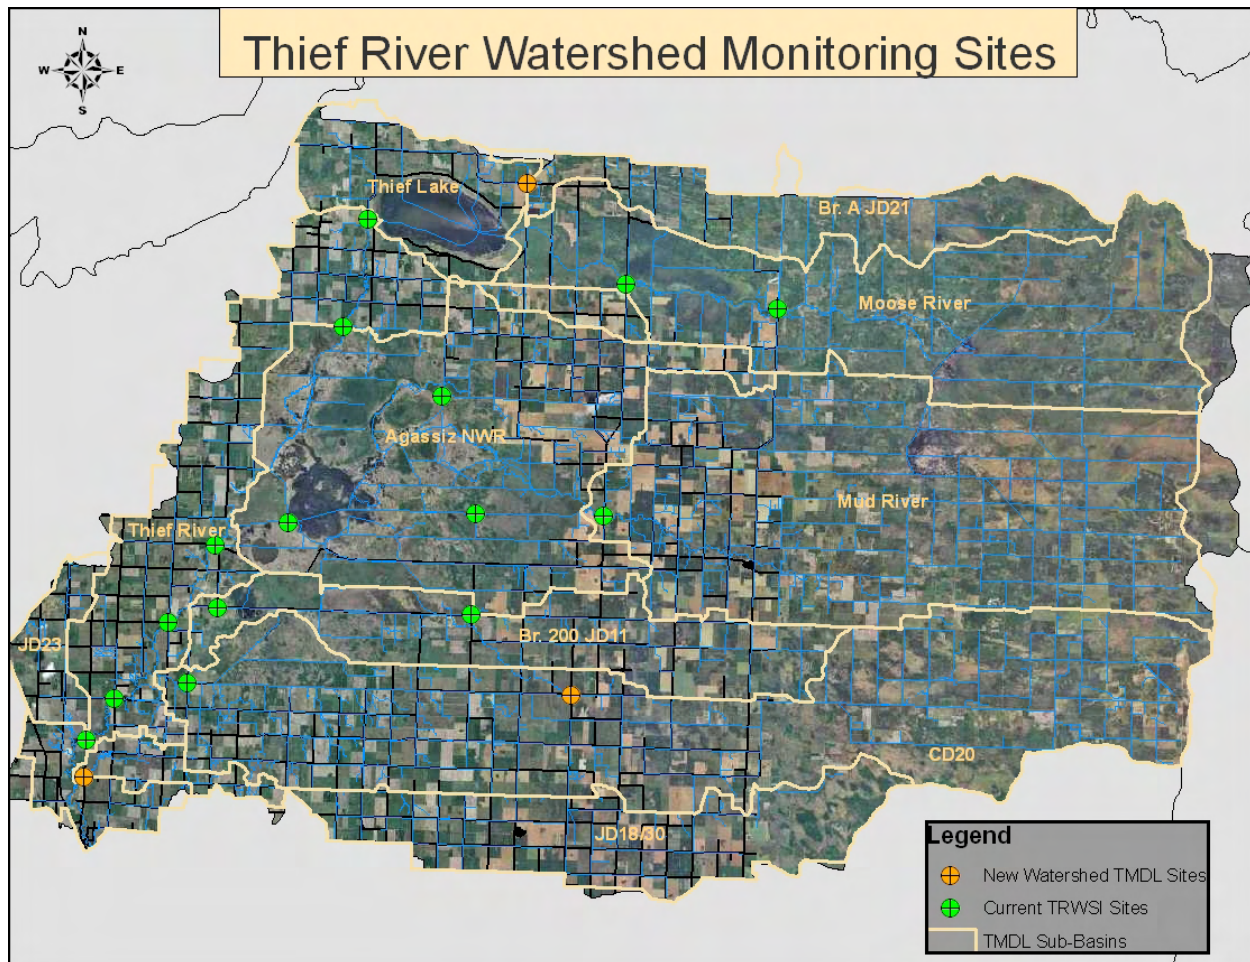 Thief River Watershed Monitoring Sites
N
W
E
S
Thief Lake
Br. A JD21
Moose River
Agassiz NWR
Mud River
Thief River
Br. 200 JD11
JD23
CD20
JD18/30
Legend
New Watershed TMDL Sites
Current TRWSI Sites
TMDL Sub-Basins